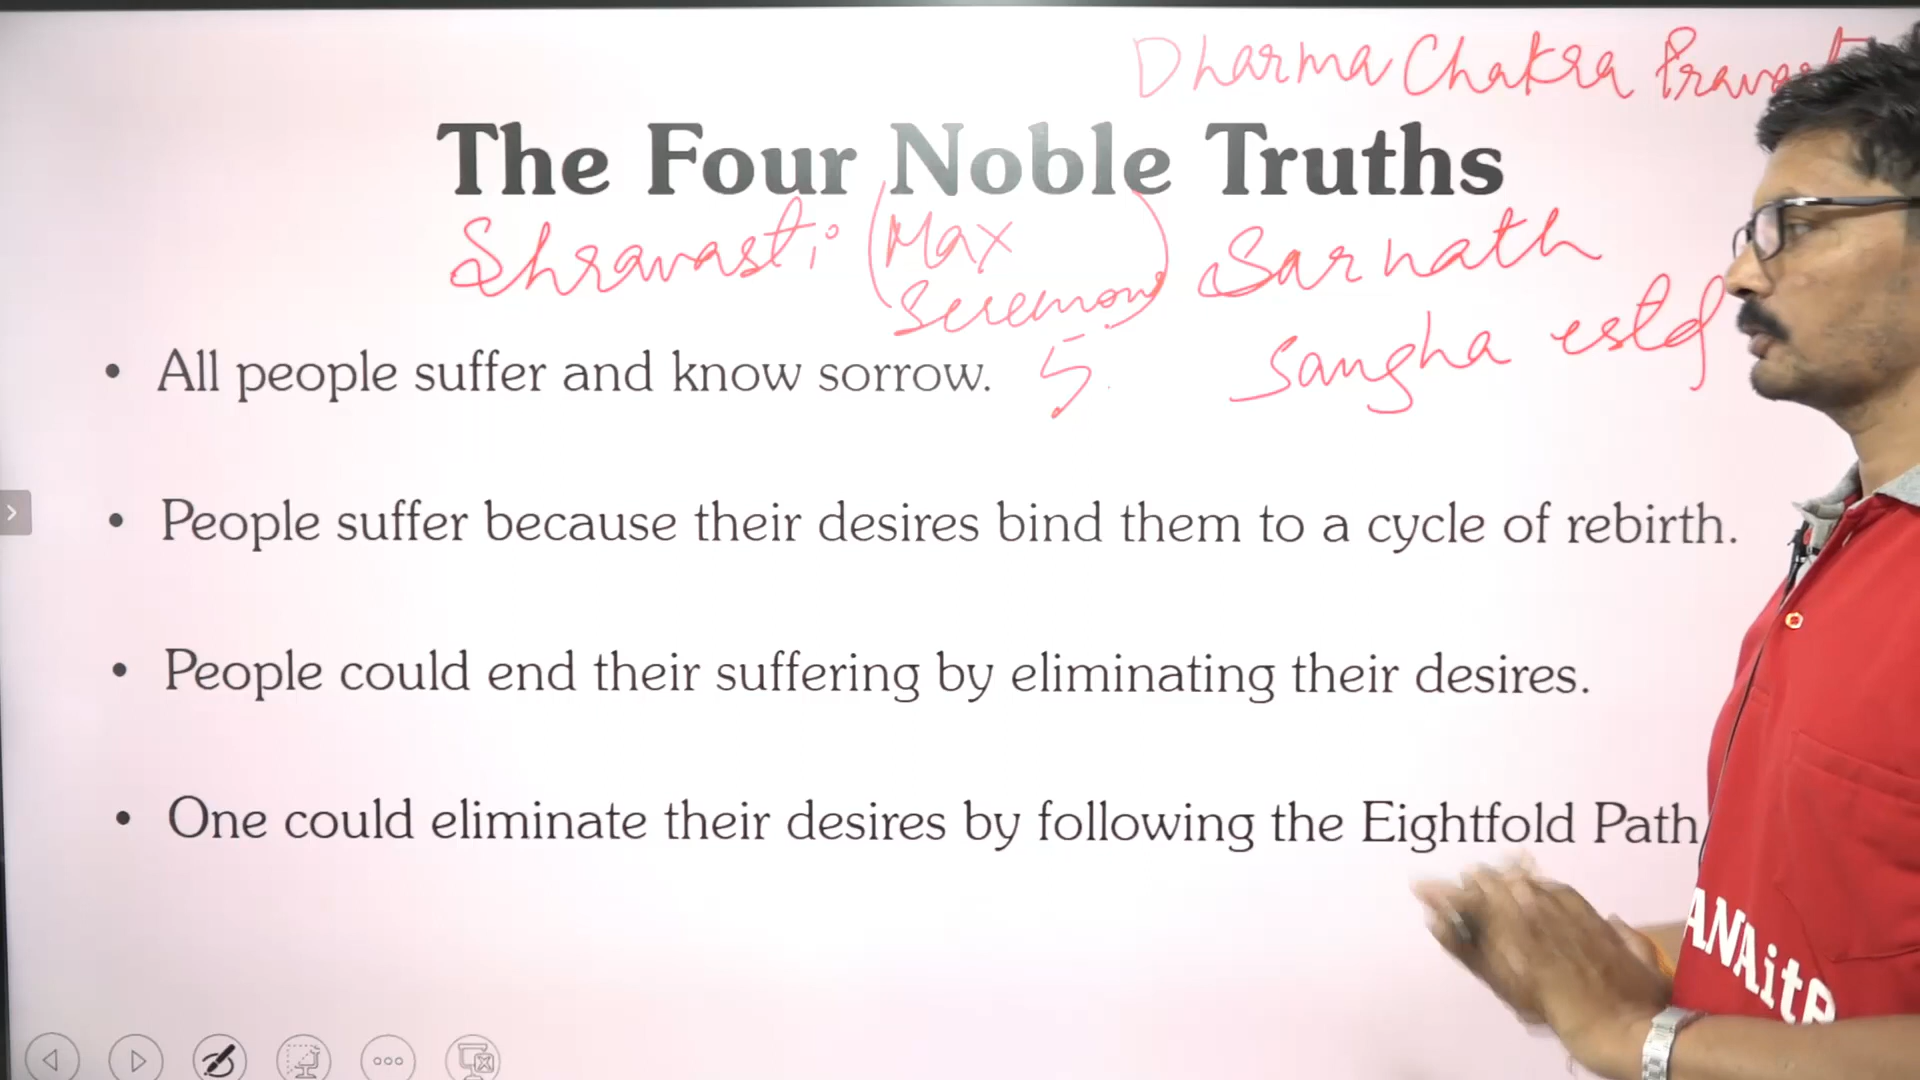 Dharma Chakra
The Four Noble Truths
Shravasti: (Max Sarnath
Seremony)
5 Sangha estd
• All people suffer and know sorrow.
• People suffer because their desires bind them to a cycle of rebirth.
• People could end their suffering by eliminating their desires.
• One could eliminate their desires by following the Eightfold Path